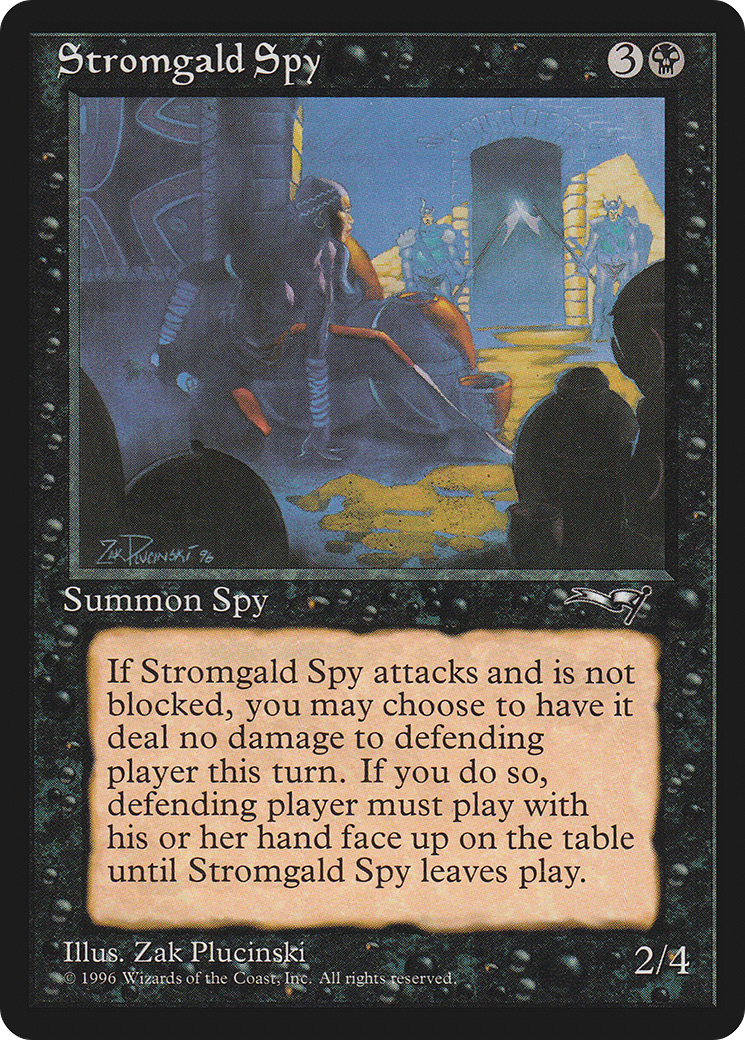 Stromgald Spy 3
Zak Plucinski 96
Summon Spy
If Stromgald Spy attacks and is not
blocked, you may choose to have it
deal no damage to defending
player this turn. If you do so,
defending player must play with
his or her hand face up on the table
until Stromgald Spy leaves play.
Illus. Zak Plucinski
2/4
© 1996 Wizards of the Coast, Inc. All rights reserved.